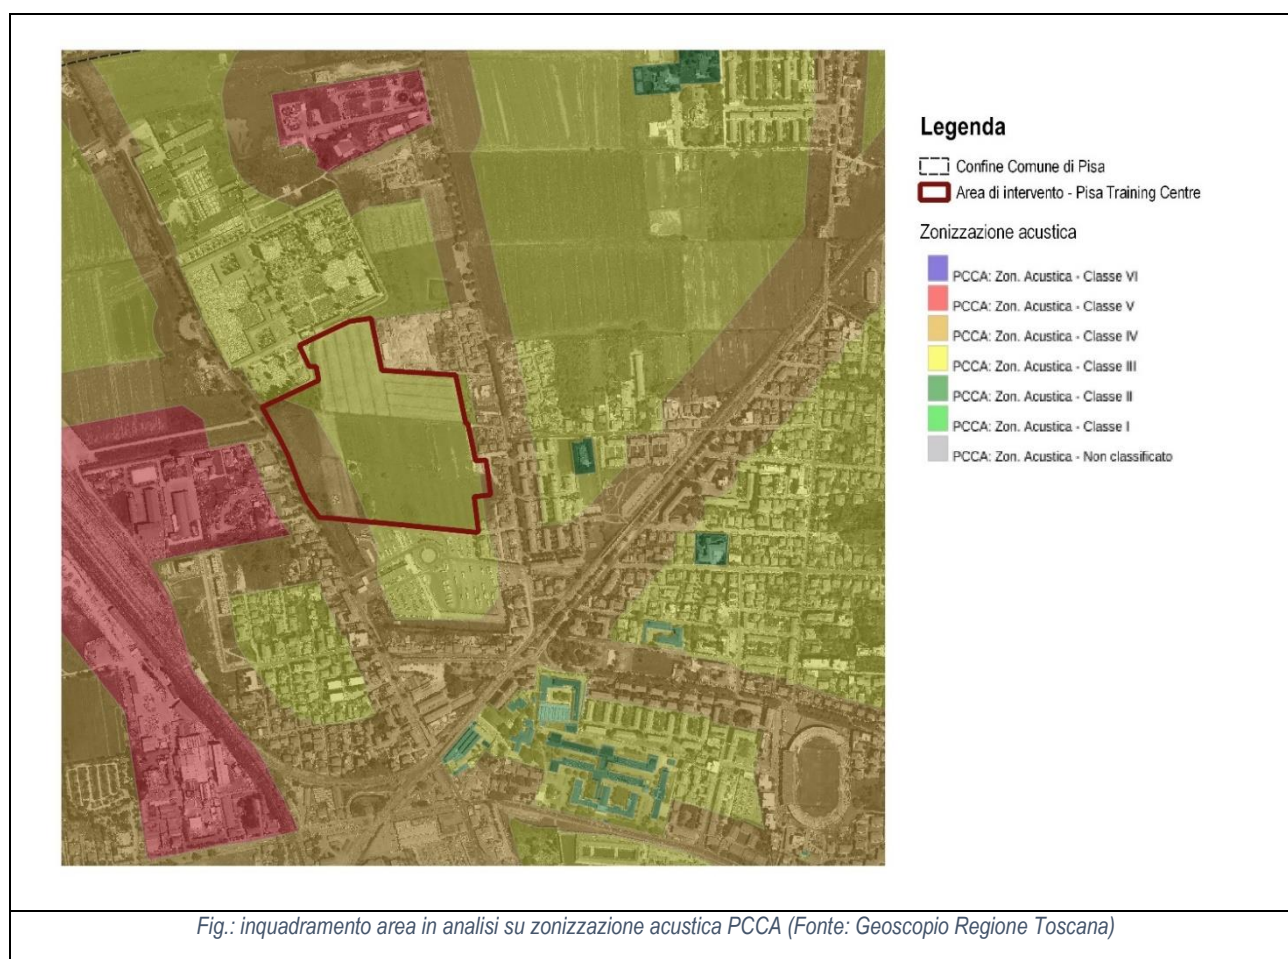 Legenda
Confine Comune di Pisa
Area di intervento - Pisa Training Centre
Zonizzazione acustica
PCCA: Zon. Acustica - Classe VI
PCCA: Zon. Acustica - Classe V
PCCA: Zon. Acustica - Classe IV
PCCA: Zon. Acustica - Classe III
PCCA: Zon. Acustica - Classe II
PCCA: Zon. Acustica - Classe I
PCCA: Zon. Acustica - Non classificato
Fig.: inquadramento area in analisi su zonizzazione acustica PCCA (Fonte: Geoscopio Regione Toscana)